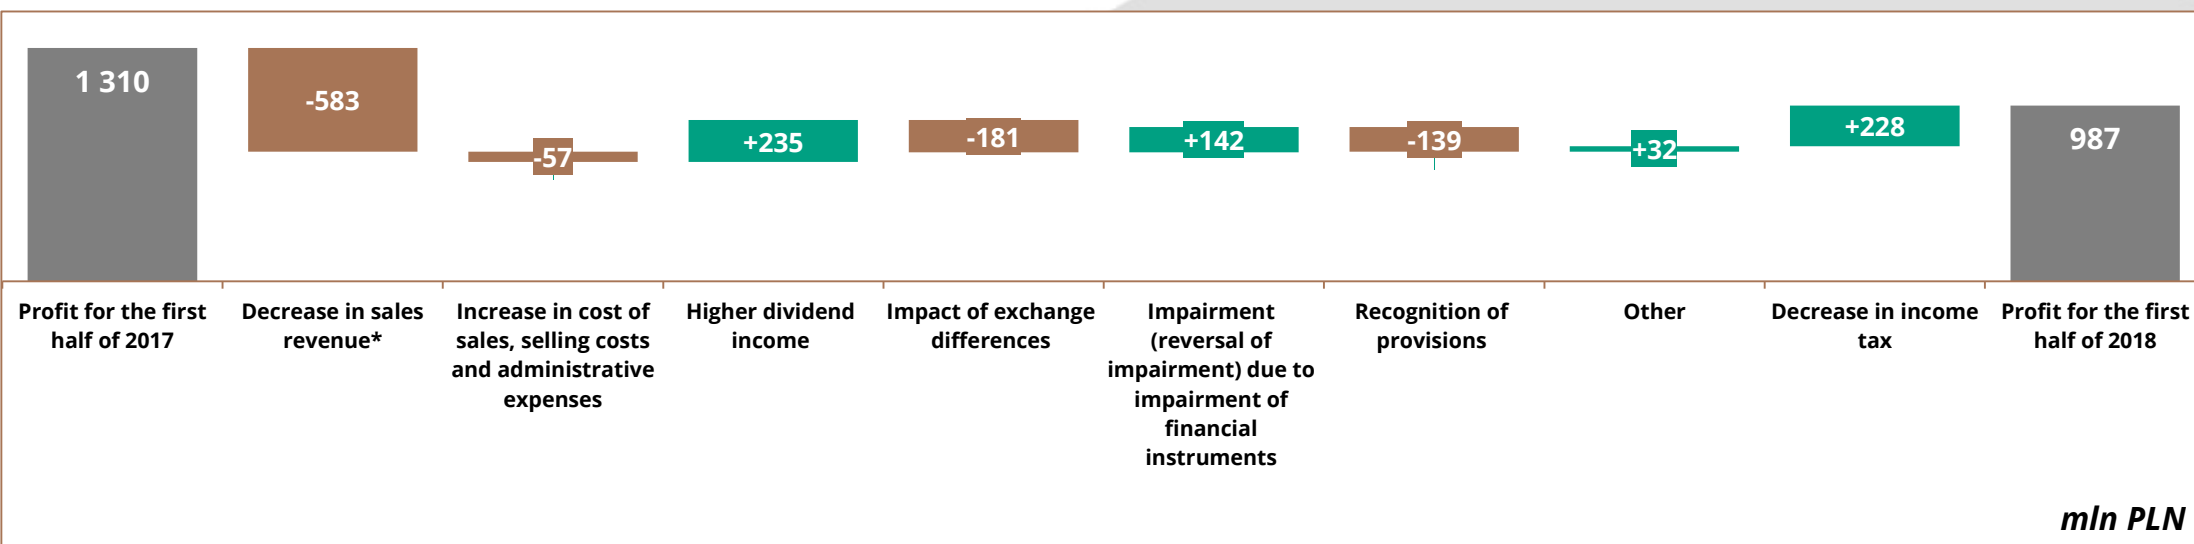 1 310
-583
-57
+235
-181
+142
-139
+32
+228
987
Profit for the first
half of 2017
Decrease in sales
revenue*
Increase in cost of
sales, selling costs
and administrative
expenses
Higher dividend
income
Impact of exchange
differences
Impairment
(reversal of
impairment) due to
impairment of
financial
instruments
Recognition of
provisions
Other
Decrease in income
tax
Profit for the first
half of 2018
mln PLN